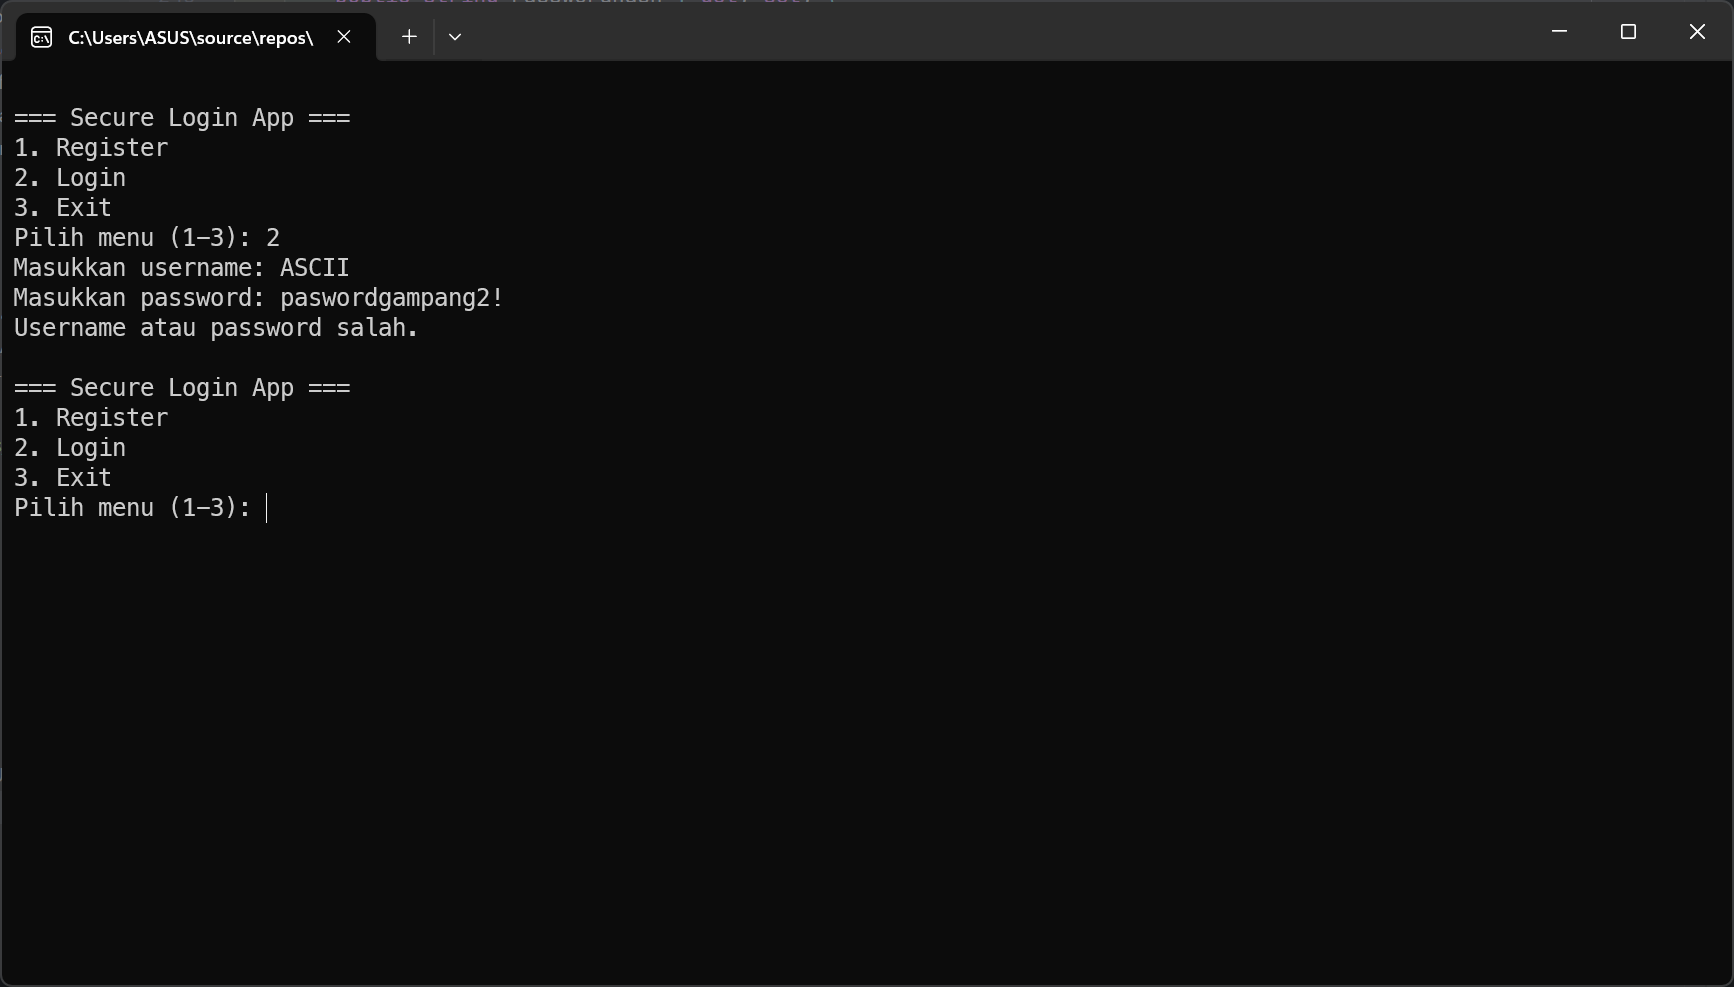 C:\Users\ASUS\source\repos\
=== Secure Login App ===
1. Register
2. Login
3. Exit
Pilih menu (1-3): 2
Masukkan username: ASCII
Masukkan password: paswordgampang2!
Username atau password salah.
=== Secure Login App ===
1. Register
2. Login
3. Exit
Pilih menu (1-3):